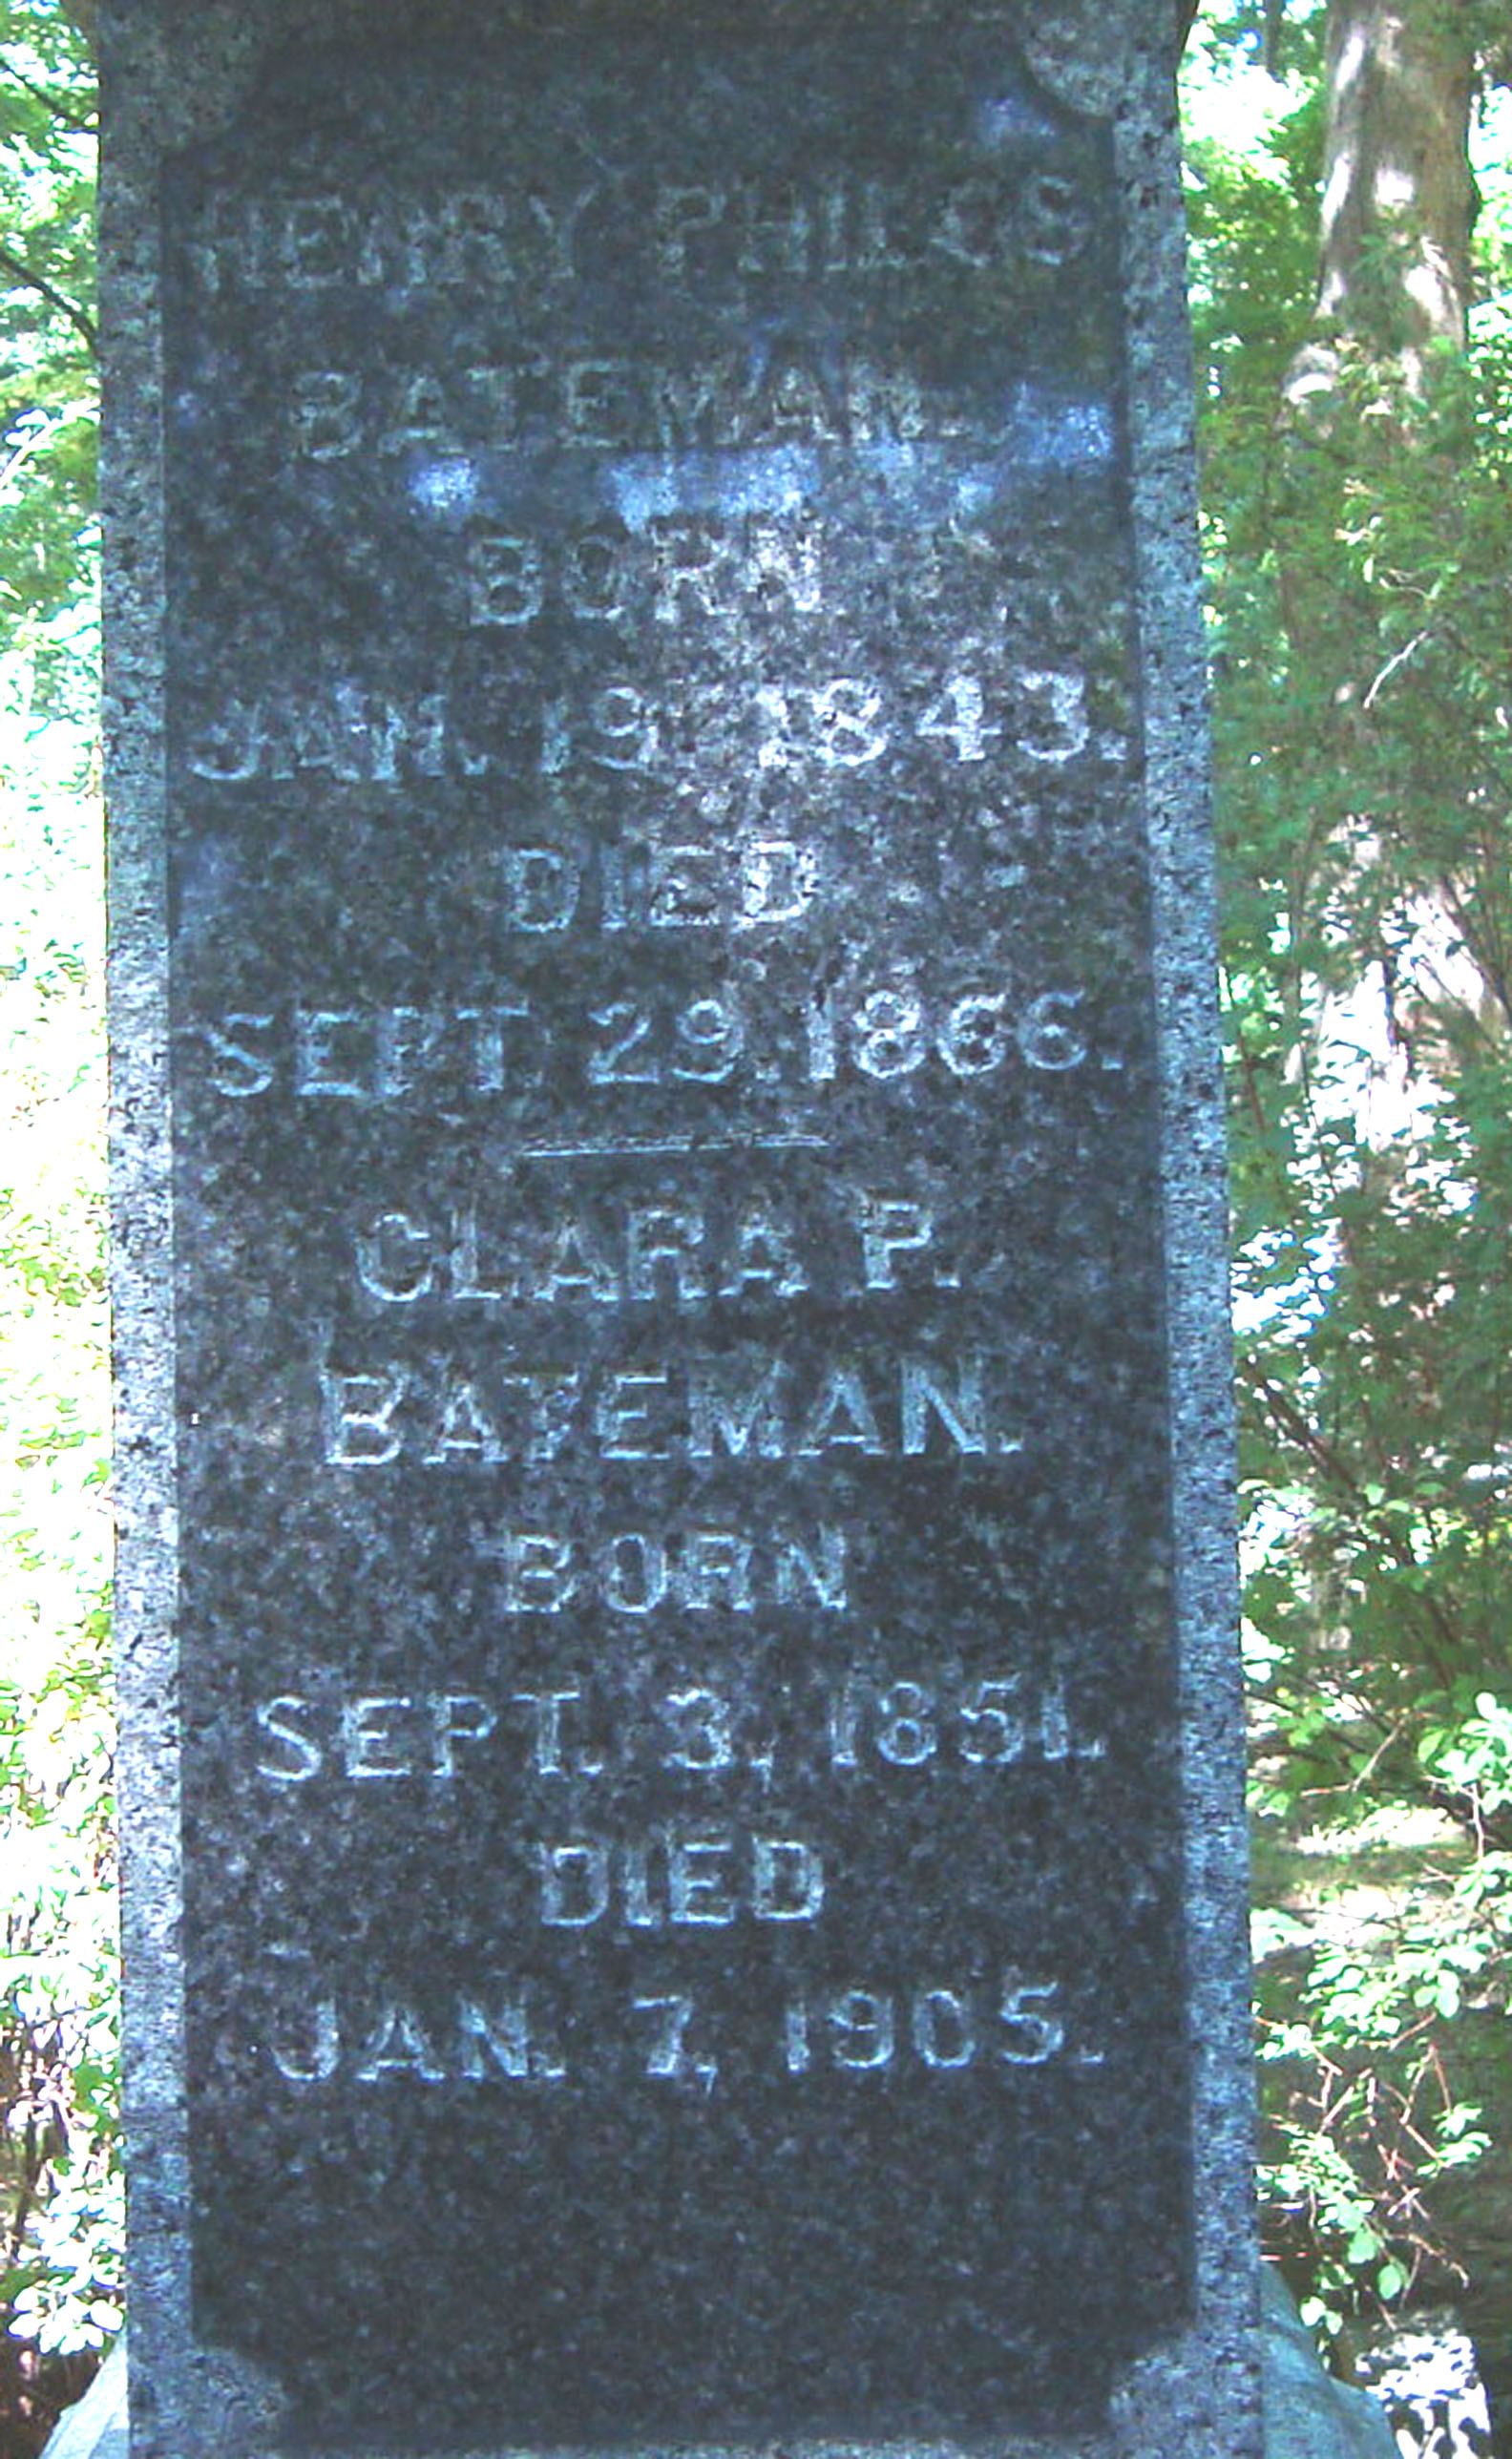 HENRY PHILOS
BATEMAN.
BORN
JAN. 19, 1843.
DIED
SEPT. 29, 1866.
CLARA P.
BATEMAN.
BORN
SEPT. 3, 1851.
DIED
JAN. 7, 1905.